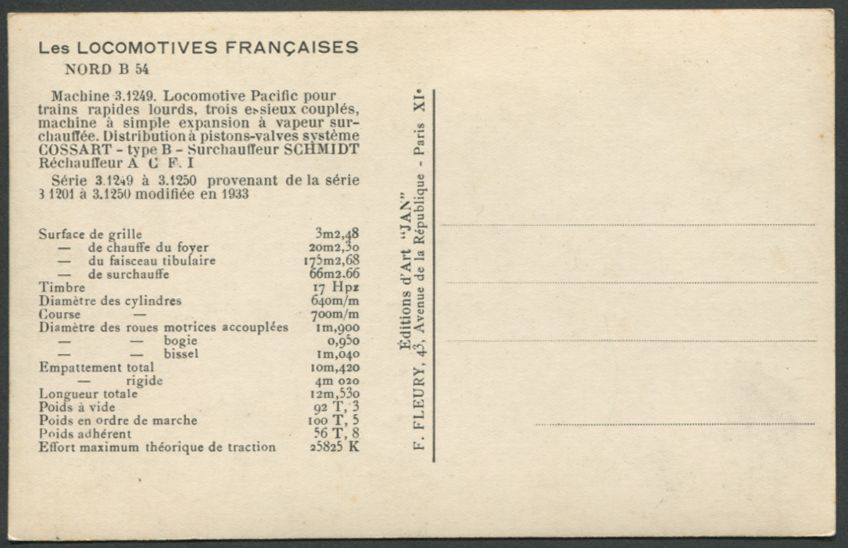 Les LOCOMOTIVES FRANÇAISES
NORD B 54
Machine 3.1249. Locomotive Pacific pour
trains rapides lourds, trois essieux couplés,
machine à simple expansion à vapeur sur-
chauffée. Distribution à pistons-valves système
COSSART - type B - Surchauffeur SCHMIDT
Réchauffeur A C F. I
Série 3.1249 à 3.1250 provenant de la série
3 1201 à 3.1250 modifiée en 1933
Surface de grille 3m2,48
— de chauffe du foyer 20m2,30
— du faisceau tibulaire 175m2,68
— de surchauffe 66m2.66
Timbre 17 Hpz
Diamètre des cylindres 640m/m
Course — 700m/m
Diamètre des roues motrices accouplées 1m,900
— — bogie 0,950
— — bissel 1m,040
Empattement total 10m,420
— rigide 4m 020
Longueur totale 12m,530
Poids à vide 92 T, 3
Poids en ordre de marche 100 T, 5
Poids adhérent 56 T, 8
Effort maximum théorique de traction 25825 K
Éditions d'Art "JAN"
F. FLEURY, 43, Avenue de la République - Paris XIe